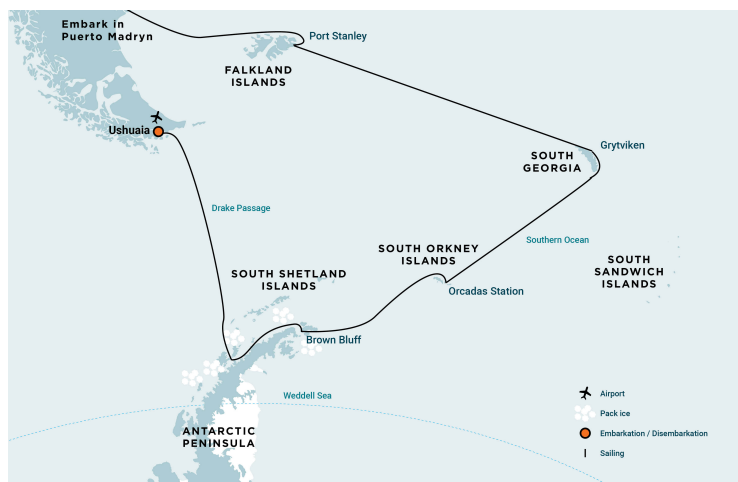 Embark in
Puerto Madryn
Port Stanley
FALKLAND
ISLANDS
Ushuaia
Grytviken
SOUTH
GEORGIA
Drake Passage
Southern Ocean
SOUTH ORKNEY
ISLANDS
SOUTH
SANDWICH
ISLANDS
SOUTH SHETLAND
ISLANDS
Orcadas Station
Brown Bluff
Weddell Sea
ANTARCTIC
PENINSULA
Airport
Pack ice
Embarkation / Disembarkation
Sailing